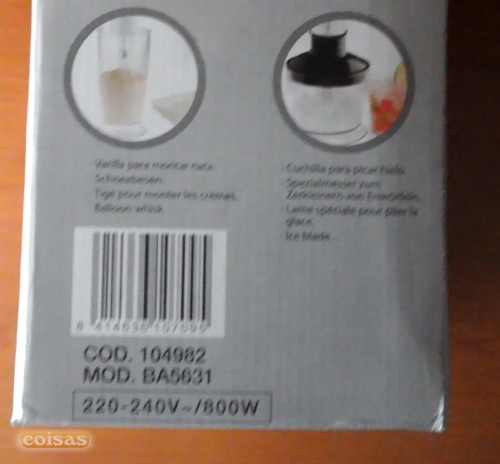 · Varilla para montar nata.
· Schneebesen.
· Tige pour monter les crèmes.
· Balloon whisk.
· Cuchilla para picar hielo.
· Spezialmesser zum
Zerkleinern von Eiswürfeln.
· Lame spéciale pour piler la
glace.
· Ice blade.
COD. 104982
MOD. BA5631
220-240V~/800W
coisas